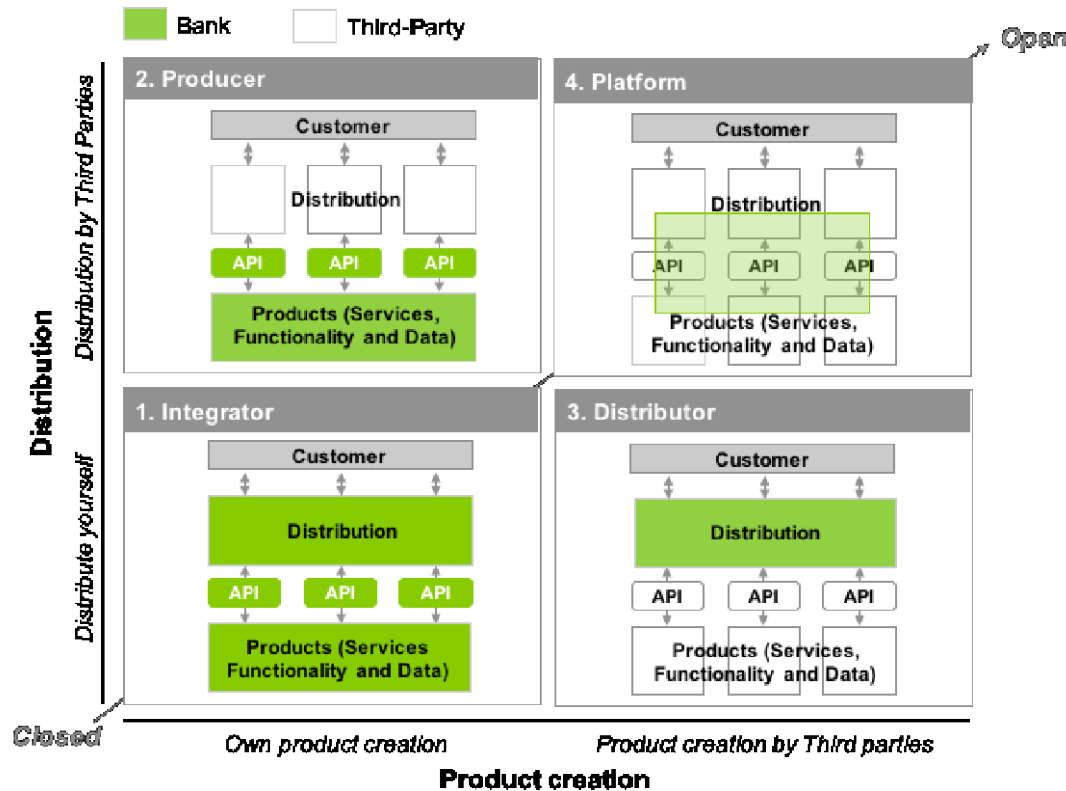 Bank
Third-Party
Open
2. Producer
Customer
Distribution
API
API
API
Products (Services,
Functionality and Data)
4. Platform
Customer
Distribution
API
API
API
Products (Services,
Functionality and Data)
1. Integrator
Customer
Distribution
API
API
API
Products (Services
Functionality and Data)
3. Distributor
Customer
Distribution
API
API
API
Products (Services,
Functionality and Data)
Distribution
Distribution by Third Parties
Distribute yourself
Closed
Own product creation
Product creation by Third parties
Product creation